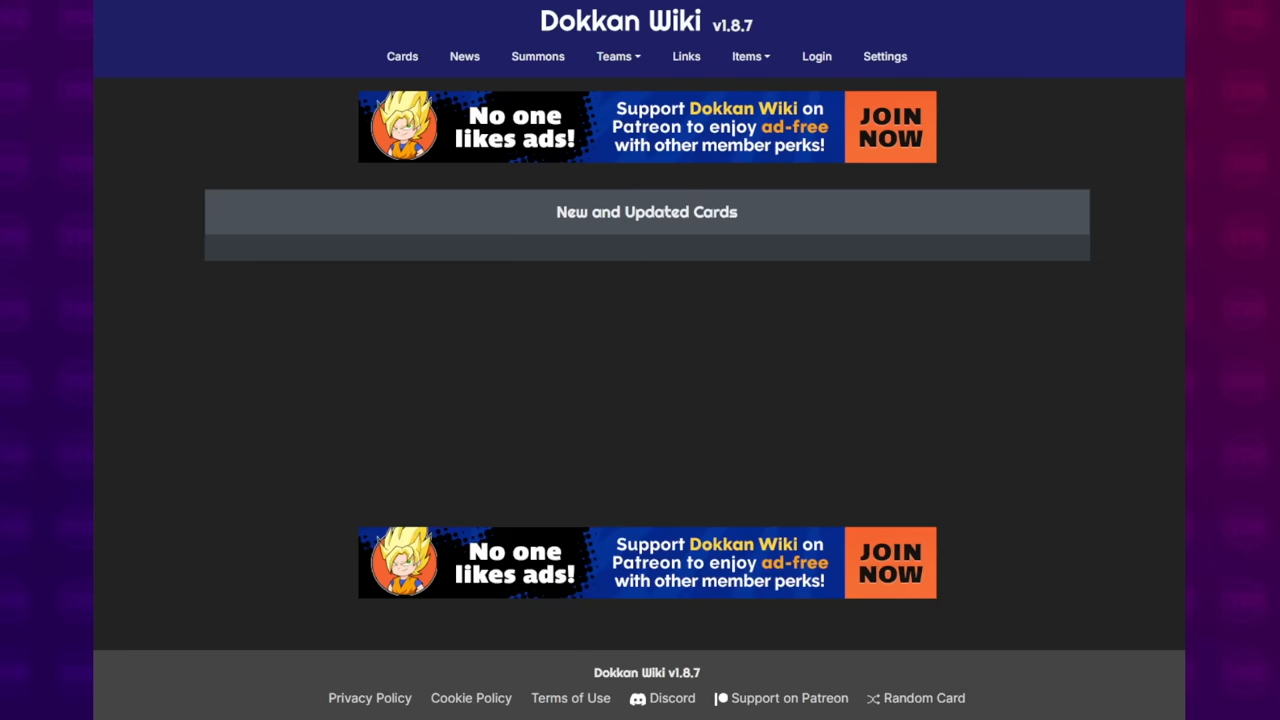 Dokkan Wiki v1.8.7
Cards News Summons Teams Links Items Login Settings
No one
likes ads!
Support Dokkan Wiki on
Patreon to enjoy ad-free
with other member perks!
JOIN
NOW
New and Updated Cards
No one
likes ads!
Support Dokkan Wiki on
Patreon to enjoy ad-free
with other member perks!
JOIN
NOW
Dokkan Wiki v1.8.7
Privacy Policy Cookie Policy Terms of Use Discord Support on Patreon Random Card